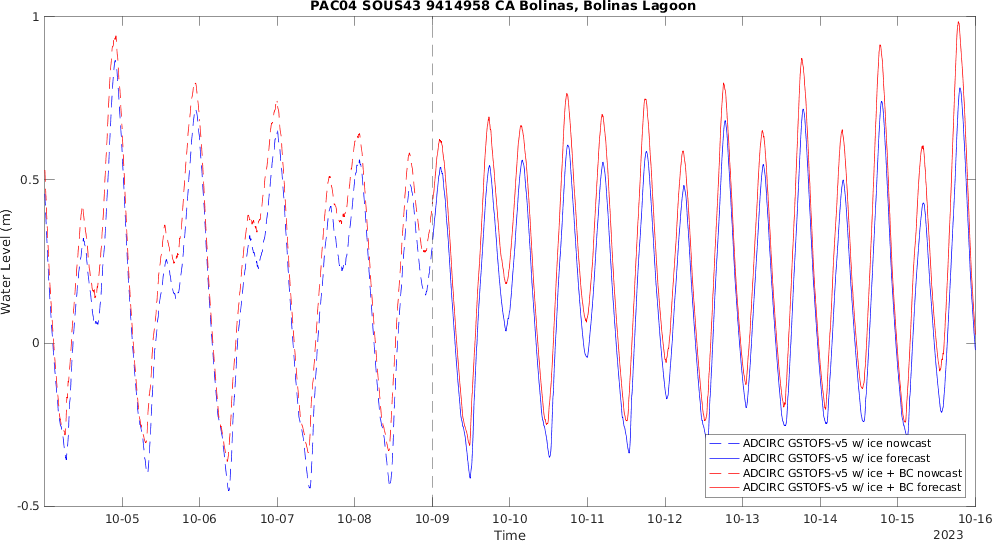 PAC04 SOUS43 9414958 CA Bolinas, Bolinas Lagoon
1
0.5
0
-0.5
Water Level (m)
10-05 10-06 10-07 10-08 10-09 10-10 10-11 10-12 10-13 10-14 10-15 10-16
Time
2023
ADCIRC GSTOFS-v5 w/ ice nowcast
ADCIRC GSTOFS-v5 w/ ice forecast
ADCIRC GSTOFS-v5 w/ ice + BC nowcast
ADCIRC GSTOFS-v5 w/ ice + BC forecast